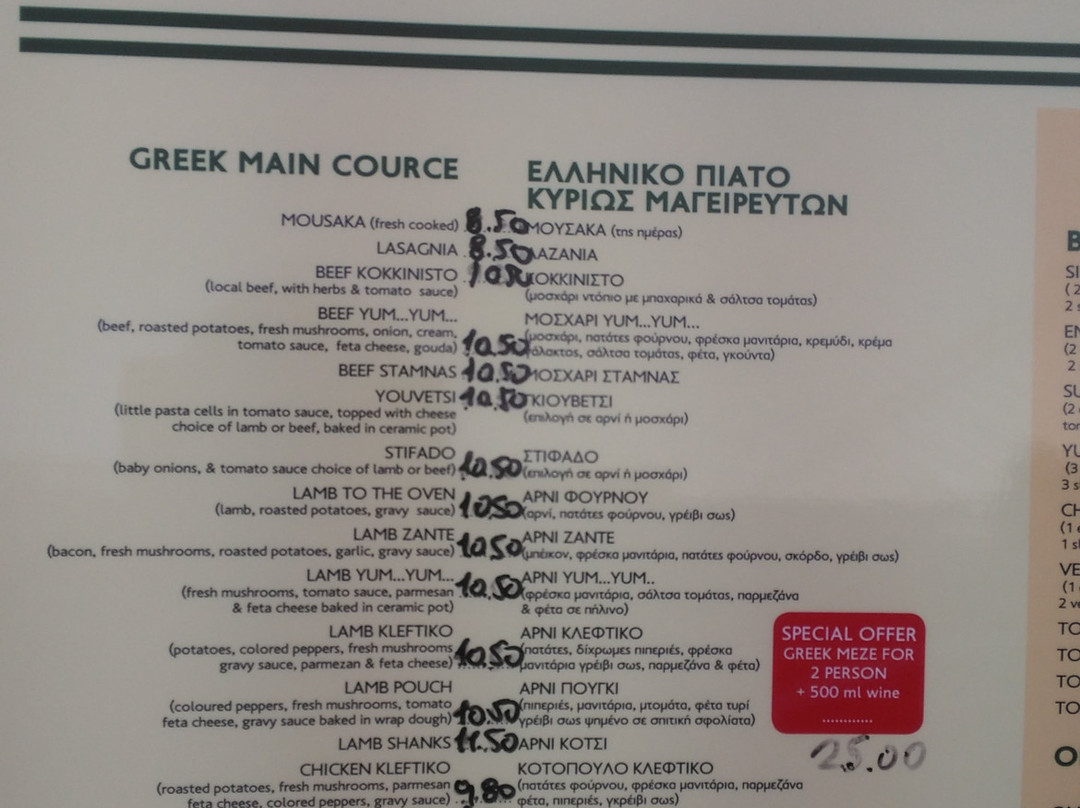 GREEK MAIN COURCE
ΕΛΛΗΝΙΚΟ ΠΙΑΤΟ
ΚΥΡΙΩΣ ΜΑΓΕΙΡΕΥΤΩΝ
MOUSAKA (fresh cooked) 8.50 ΜΟΥΣΑΚΑ (της ημέρας)
LASAGNIA 8.50 ΛΑΖΑΝΙΑ
BEEF KOKKINISTO 10.50 ΚΟΚΚΙΝΙΣΤΟ
(local beef, with herbs & tomato sauce) (μοσχάρι ντόπιο με μπαχαρικά & σάλτσα τομάτας)
BEEF YUM...YUM... ΜΟΣΧΑΡΙ YUM...YUM...
(beef, roasted potatoes, fresh mushrooms, onion, cream, (μοσχάρι, πατάτες φούρνου, φρέσκα μανιτάρια, κρεμύδι, κρέμα
tomato sauce, feta cheese, gouda) 10.50 γάλακτος, σάλτσα τομάτας, φέτα, γκούντα)
BEEF STAMNAS 10.50 ΜΟΣΧΑΡΙ ΣΤΑΜΝΑΣ
YOUVETSI 10.50 ΓΚΙΟΥΒΕΤΣΙ
(little pasta cells in tomato sauce, topped with cheese (επιλογή σε αρνί ή μοσχάρι)
choice of lamb or beef, baked in ceramic pot)
STIFADO ΣΤΙΦΑΔΟ
(baby onions, & tomato sauce choice of lamb or beef) 10.50 (επιλογή σε αρνί ή μοσχάρι)
LAMB TO THE OVEN 10.50 ΑΡΝΙ ΦΟΥΡΝΟΥ
(lamb, roasted potatoes, gravy sauce) (αρνί, πατάτες φούρνου, γρέιβι σως)
LAMB ZANTE 10.50 ΑΡΝΙ ΖΑΝΤΕ
(bacon, fresh mushrooms, roasted potatoes, garlic, gravy sauce) (μπέικον, φρέσκα μανιτάρια, πατάτες φούρνου, σκόρδο, γρέιβι σως)
LAMB YUM...YUM... 10.50 ΑΡΝΙ YUM...YUM..
(fresh mushrooms, tomato sauce, parmesan (φρέσκα μανιτάρια, σάλτσα τομάτας, παρμεζάνα
& feta cheese baked in ceramic pot) & φέτα σε πήλινο)
LAMB KLEFTIKO ΑΡΝΙ ΚΛΕΦΤΙΚΟ
(potatoes, colored peppers, fresh mushrooms 10.50 (πατάτες, δίχρωμες πιπεριές, φρέσκα
gravy sauce, parmezan & feta cheese) μανιτάρια γρέιβι σως, παρμεζάνα & φέτα)
LAMB POUCH ΑΡΝΙ ΠΟΥΓΚΙ
(coloured peppers, fresh mushrooms, tomato (πιπεριές, μανιτάρια, μτομάτα, φέτα τυρί
feta cheese, gravy sauce baked in wrap dough) 10.50 γρέιβι σως ψημένο σε σπιτική σφολίατα)
LAMB SHANKS 11.50 ΑΡΝΙ ΚΟΤΣΙ
CHICKEN KLEFTIKO ΚΟΤΟΠΟΥΛΟ ΚΛΕΦΤΙΚΟ
(roasted potatoes, fresh mushrooms, parmesan 9.80 (πατάτες φούρνου, φρέσκα μανιτάρια, παρμεζάνα
feta cheese, colored peppers, gravy sauce) φέτα, πιπεριές, γκρέιβι σως)
SPECIAL OFFER
GREEK MEZE FOR
2 PERSON
+ 500 ml wine
............
25.00